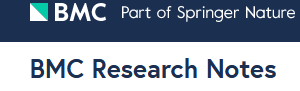 BMC Part of Springer Nature
BMC Research Notes